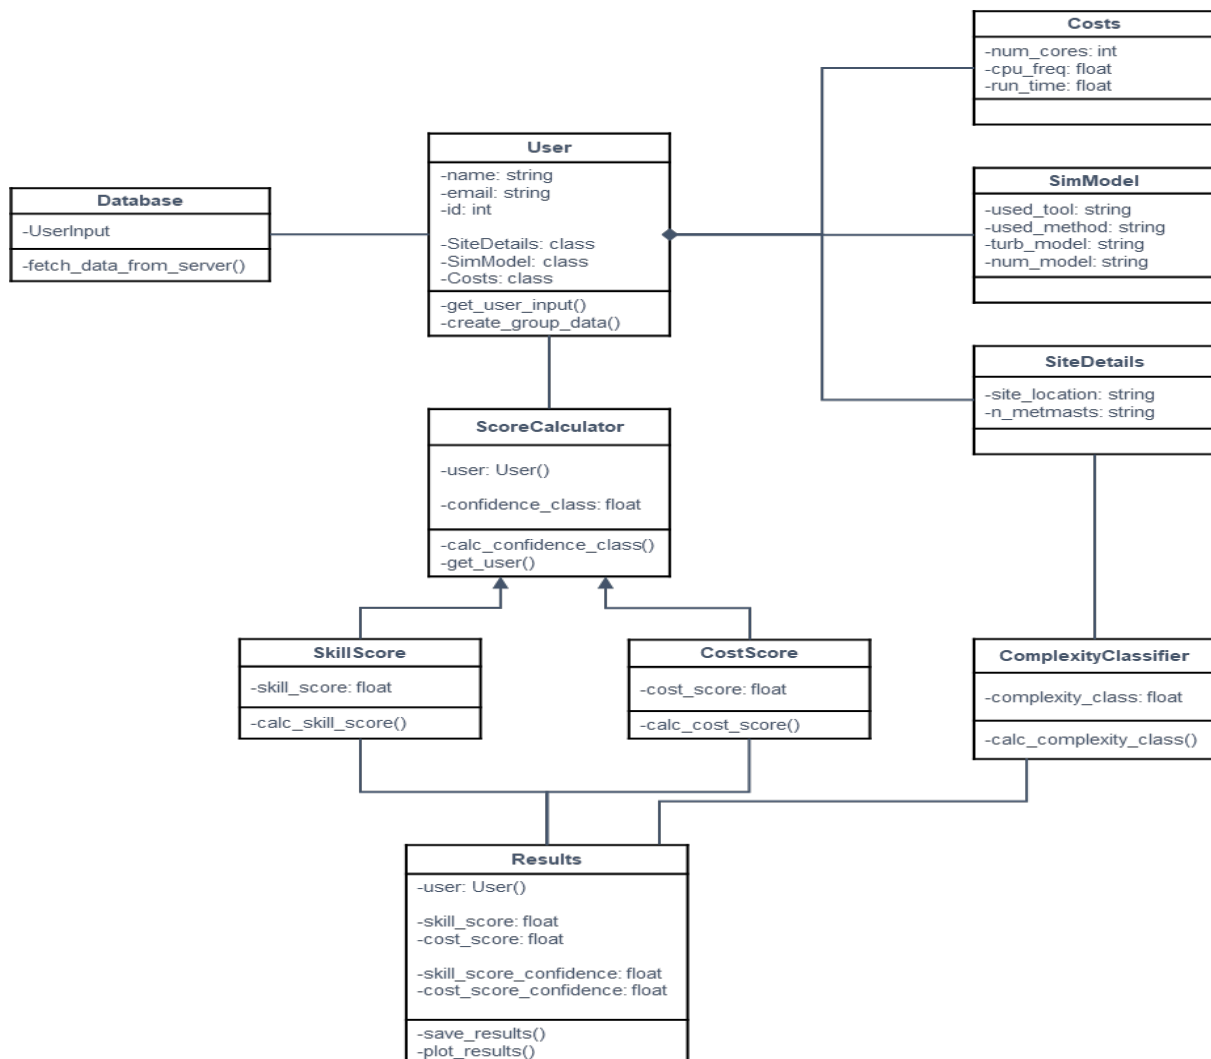 Costs
-num_cores: int
-cpu_freq: float
-run_time: float
User
-name: string
-email: string
-id: int
-SiteDetails: class
-SimModel: class
-Costs: class
-get_user_input()
-create_group_data()
Database
-UserInput
-fetch_data_from_server()
SimModel
-used_tool: string
-used_method: string
-turb_model: string
-num_model: string
SiteDetails
-site_location: string
-n_metmasts: string
ScoreCalculator
-user: User()
-confidence_class: float
-calc_confidence_class()
-get_user()
SkillScore
-skill_score: float
-calc_skill_score()
CostScore
-cost_score: float
-calc_cost_score()
ComplexityClassifier
-complexity_class: float
-calc_complexity_class()
Results
-user: User()
-skill_score: float
-cost_score: float
-skill_score_confidence: float
-cost_score_confidence: float
-save_results()
-plot_results()